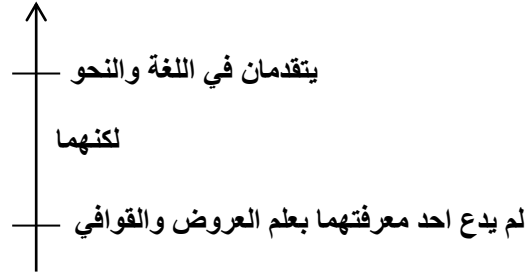 يتقدمان في اللغة والنحو
لكنهما
لم يدع احد معرفتهما بعلم العروض والقوافي